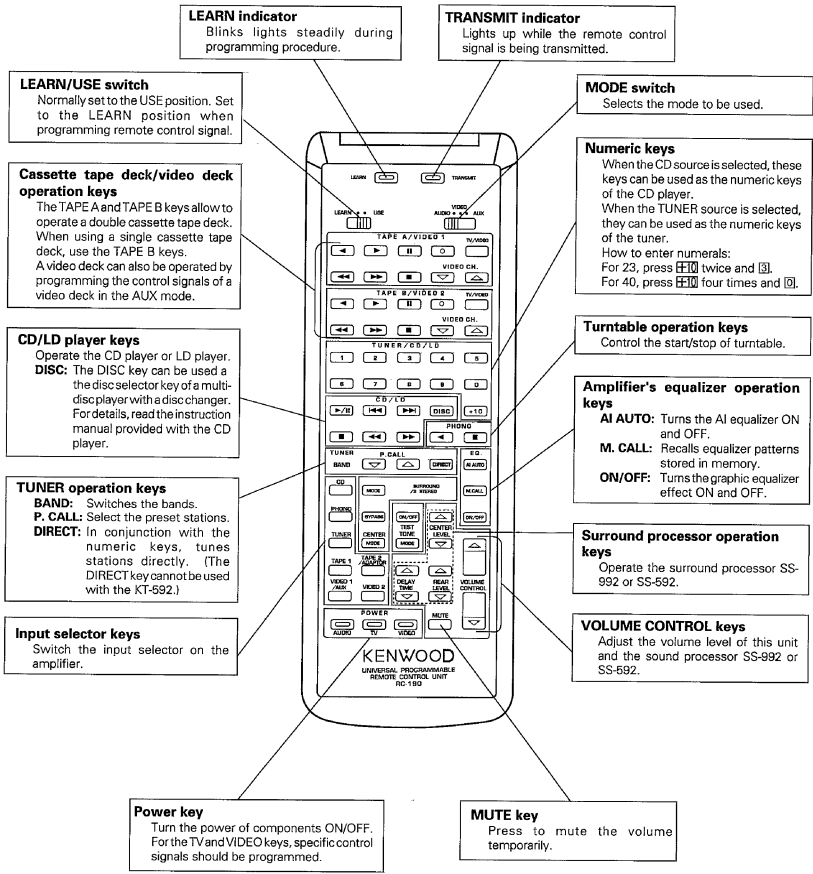 LEARN indicator
Blinks lights steadily during
programming procedure.
TRANSMIT indicator
Lights up while the remote control
signal is being transmitted.
LEARN/USE switch
Normally set to the USE position. Set
to the LEARN position when
programming remote control signal.
MODE switch
Selects the mode to be used.
Cassette tape deck/video deck
operation keys
The TAPE A and TAPE B keys allow to
operate a double cassette tape deck.
When using a single cassette tape
deck, use the TAPE B keys.
A video deck can also be operated by
programming the control signals of a
video deck in the AUX mode.
Numeric keys
When the CD source is selected, these
keys can be used as the numeric keys
of the CD player.
When the TUNER source is selected,
they can be used as the numeric keys
of the tuner.
How to enter numerals:
For 23, press +10 twice and 3.
For 40, press +10 four times and 0.
CD/LD player keys
Operate the CD player or LD player.
DISC: The DISC key can be used a
the disc selector key of a multi-
disc player with a disc changer.
For details, read the instruction
manual provided with the CD
player.
Turntable operation keys
Control the start/stop of turntable.
Amplifier's equalizer operation
keys
AI AUTO: Turns the AI equalizer ON
and OFF.
M. CALL: Recalls equalizer patterns
stored in memory.
ON/OFF: Turns the graphic equalizer
effect ON and OFF.
TUNER operation keys
BAND: Switches the bands.
P. CALL: Select the preset stations.
DIRECT: In conjunction with the
numeric keys, tunes
stations directly. (The
DIRECT key cannot be used
with the KT-592.)
Surround processor operation
keys
Operate the surround processor SS-
992 or SS-592.
Input selector keys
Switch the input selector on the
amplifier.
VOLUME CONTROL keys
Adjust the volume level of this unit
and the sound processor SS-992 or
SS-592.
Power key
Turn the power of components ON/OFF.
For the TV and VIDEO keys, specific control
signals should be programmed.
MUTE key
Press to mute the volume
temporarily.
LEARN TRANSMIT
VIDEO
LEARN USE AUDIO AUX
TAPE A/VIDEO 1 TV/VIDEO
VIDEO CH.
TAPE B/VIDEO 2 TV/VIDEO
VIDEO CH.
TUNER/CD/LD
1 2 3 4 5
6 7 8 9 0
CD/LD
DISC +10
PHONO
TUNER P.CALL EQ.
BAND DIRECT AI AUTO
CD MODE SURROUND
/3 STEREO M.CALL
PHONO BYPASS ON/OFF ON/OFF
TEST
TONE
CENTER
LEVEL
TUNER CENTER
MODE MODE
TAPE 1 TAPE 2
/ADAPTOR
VIDEO 1
/AUX VIDEO 2 DELAY
TIME REAR
LEVEL VOLUME
CONTROL
POWER MUTE
AUDIO TV VIDEO
KENWOOD
UNIVERSAL PROGRAMMABLE
REMOTE CONTROL UNIT
RC-190